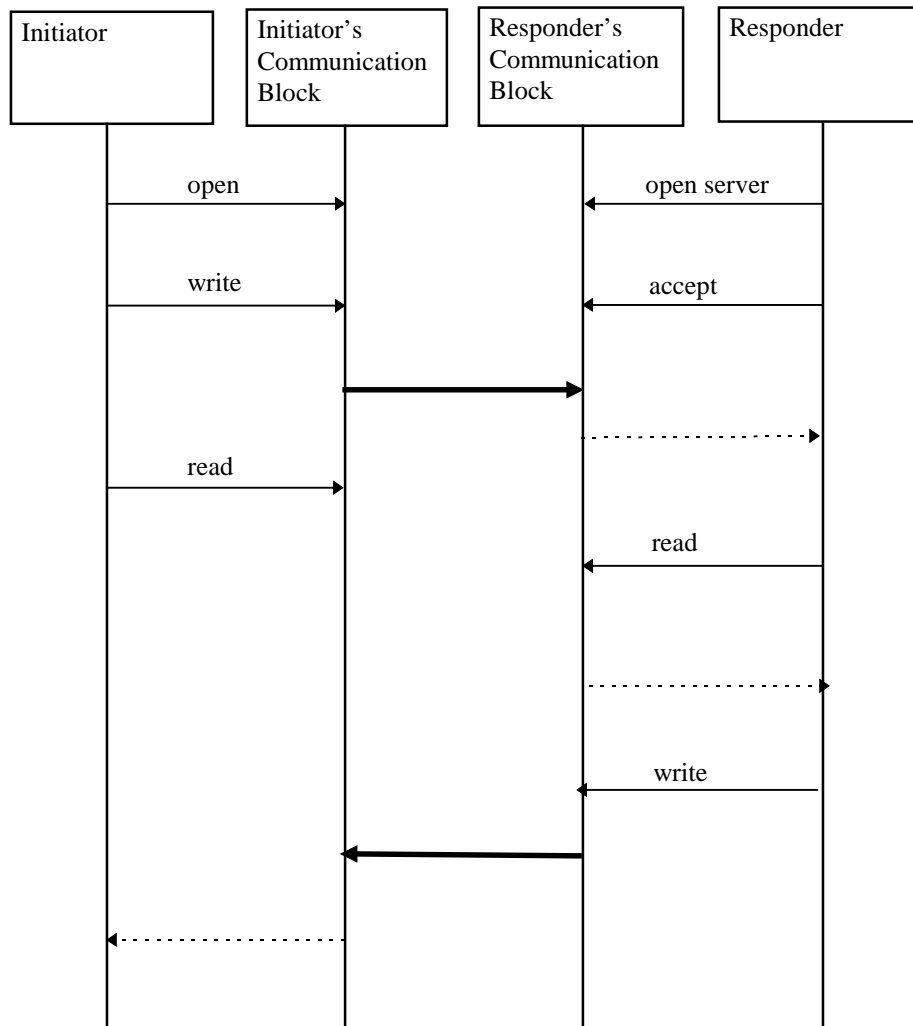 Initiator
Initiator's
Communication
Block
Responder's
Communication
Block
Responder
open
open server
write
accept
read
read
write